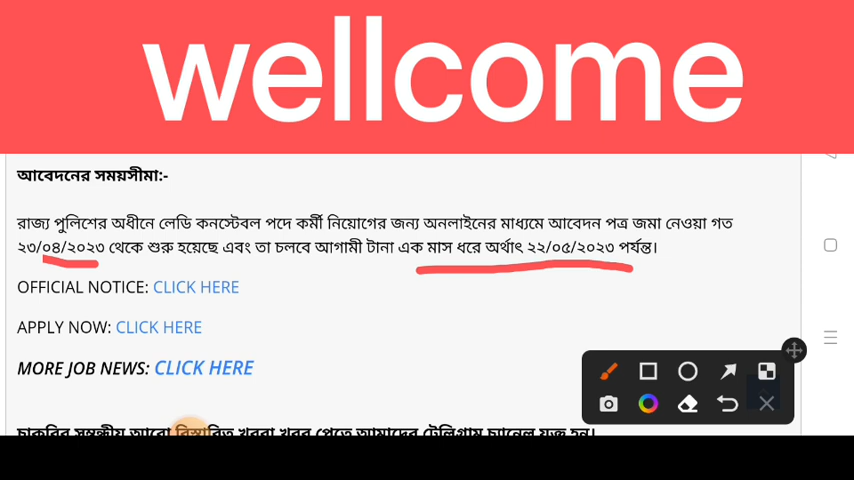 wellcome
আবেদনের সময়সীমা:-
রাজ্য পুলিশের অধীনে লেডি কনস্টেবল পদে কর্মী নিয়োগের জন্য অনলাইনের মাধ্যমে আবেদন পত্র জমা নেওয়া গত
২৩/০৪/২০২৩ থেকে শুরু হয়েছে এবং তা চলবে আগামী টানা এক মাস ধরে অর্থাৎ ২২/০৫/২০২৩ পর্যন্ত।
OFFICIAL NOTICE: CLICK HERE
APPLY NOW: CLICK HERE
MORE JOB NEWS: CLICK HERE
চাকরির সম্বন্ধীয় আরো বিস্তারিত খবরা খবর পেতে আমাদের টেলিগ্রাম চ্যানেল যুক্ত হন।